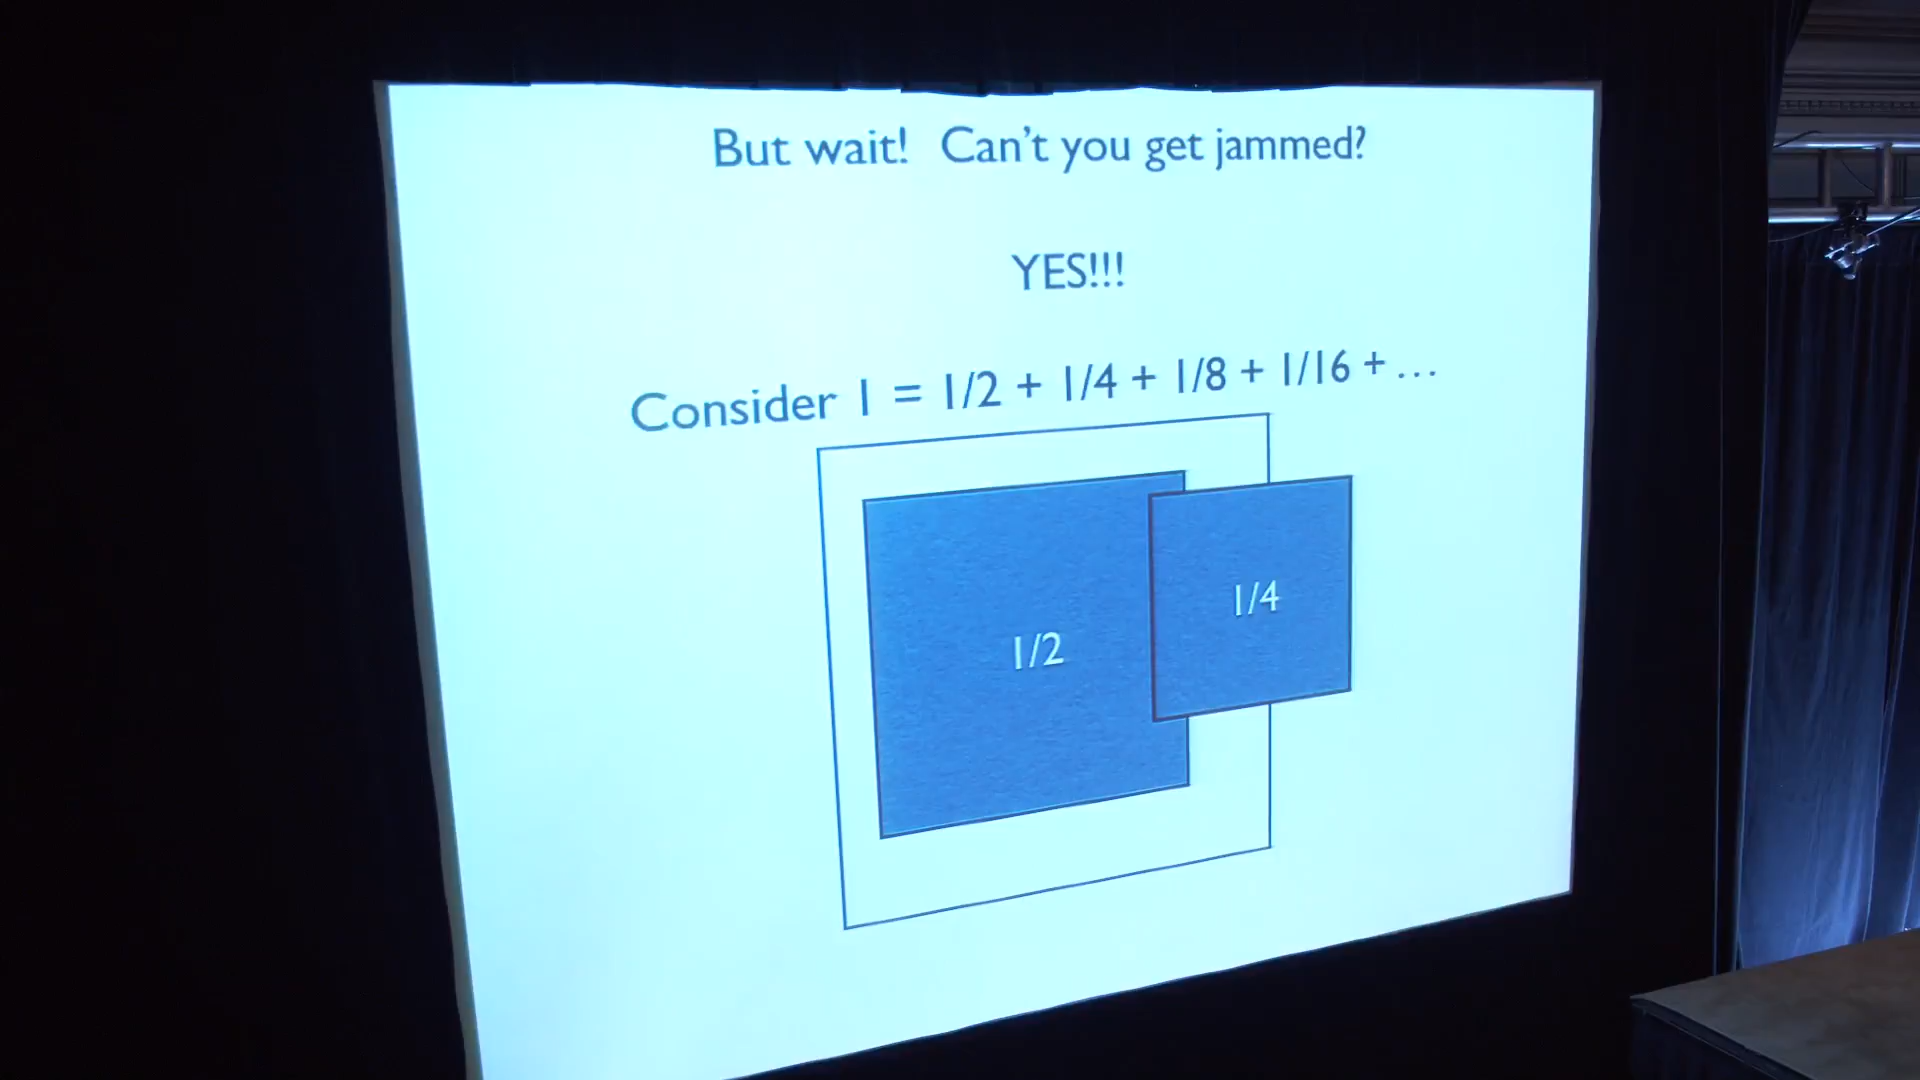 But wait! Can't you get jammed?
YES!!!
Consider 1 = 1/2 + 1/4 + 1/8 + 1/16 + ...
1/2
1/4